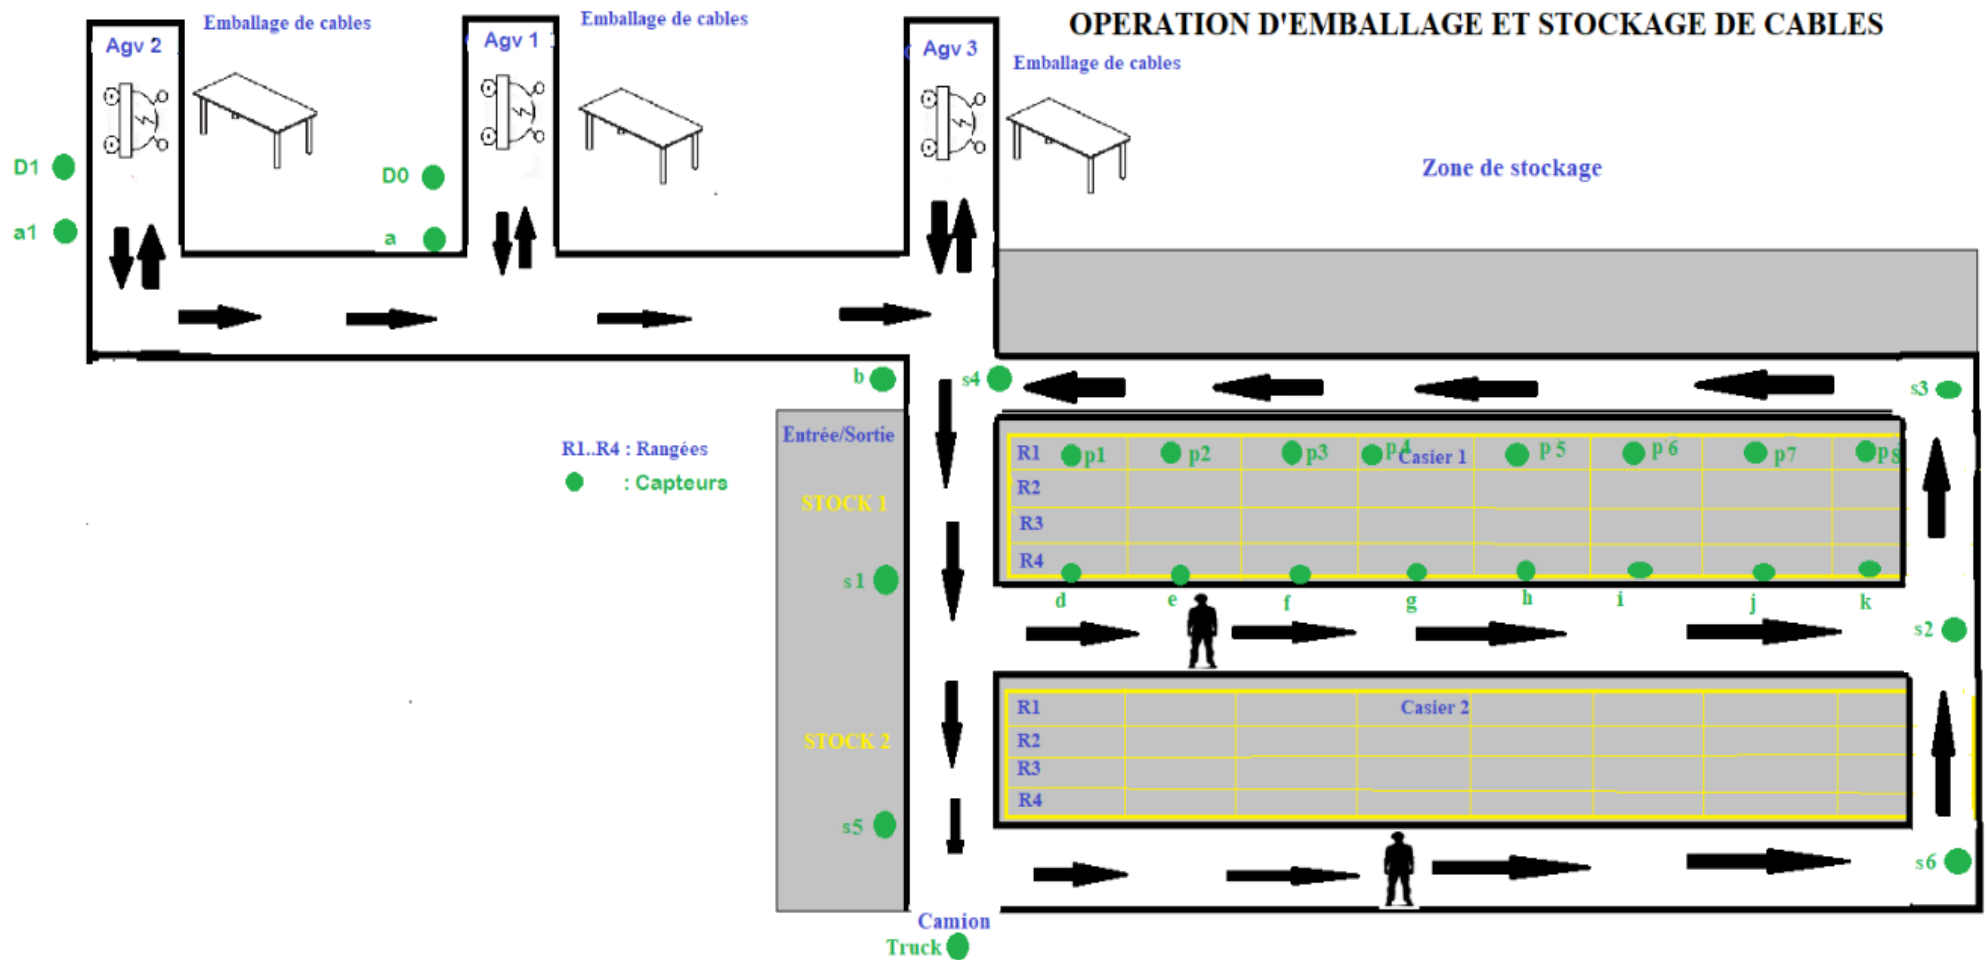 OPERATION D'EMBALLAGE ET STOCKAGE DE CABLES
Agv 2
Emballage de cables
Agv 1
Emballage de cables
Agv 3
Emballage de cables
Zone de stockage
D1
D0
a1
a
b
s4
s3
Entrée/Sortie
R1..R4 : Rangées
: Capteurs
STOCK 1
s1
R1
p1
p2
p3
p.4
Casier 1
p 5
p 6
p7
p8
R2
R3
R4
d
e
f
g
h
i
j
k
s2
STOCK 2
R1
Casier 2
R2
R3
R4
s5
s6
Camion
Truck